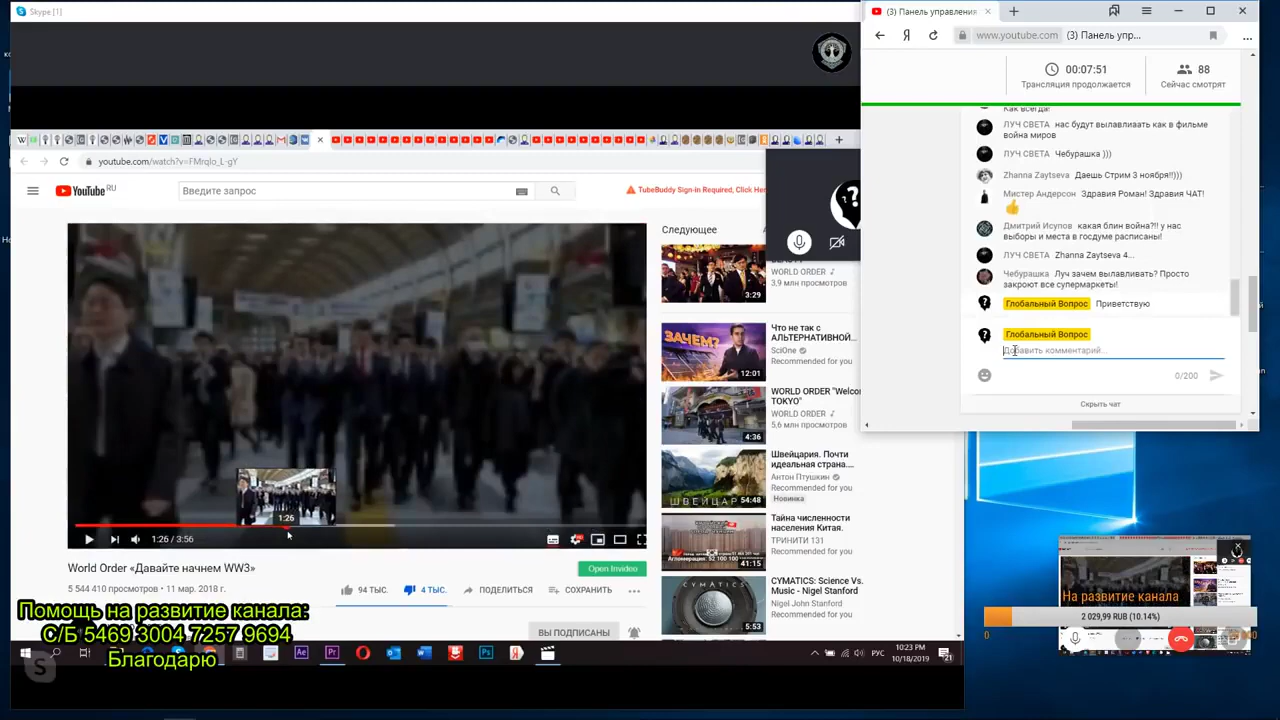 Skype [1]
youtube.com/watch?v=FMrqIo_L-gY
YouTube RU
Введите запрос
TubeBuddy Sign-in Required, Click Her
Следующее
WORLD ORDER
3,9 млн просмотров
3:29
ЗАЧЕМ?
12:01
Что не так с
АЛЬТЕРНАТИВНОЙ...
SciOne
Recommended for you
4:36
WORLD ORDER "Welcom
TOKYO"
WORLD ORDER
5,6 млн просмотров
ШВЕЙЦАРИЯ
54:48
Швейцария. Почти
идеальная страна....
Антон Птушкин
Recommended for you
Новинка
41:15
Тайна численности
населения Китая.
ТРИНИТИ 131
Recommended for you
CYMATICS
5:53
CYMATICS: Science Vs.
Music - Nigel Stanford
Nigel John Stanford
Recommended for you
1:26
1:26 / 3:56
World Order «Давайте начнем WW3»
Open Invideo
5 544 410 просмотров • 11 мар. 2018 г.
94 ТЫС.
4 ТЫС.
ПОДЕЛИТЬСЯ
СОХРАНИТЬ
ВЫ ПОДПИСАНЫ
Помощь на развитие канала:
С/Б 5469 3004 7257 9694
Благодарю
РУС
10:23 PM
10/18/2019
21
(3) Панель управления
www.youtube.com (3) Панель упр...
00:07:51
Трансляция продолжается
88
Сейчас смотрят
Как всегда!
ЛУЧ СВЕТА нас будут вылавлиаать как в фильме
война миров
ЛУЧ СВЕТА Чебурашка )))
Zhanna Zaytseva Даешь Стрим 3 ноября!!)))
Мистер Андерсон Здравия Роман! Здравия ЧАТ!
Дмитрий Исупов какая блин война?!! у нас
выборы и места в госдуме расписаны!
ЛУЧ СВЕТА Zhanna Zaytseva 4...
Чебурашка Луч зачем вылавливать? Просто
закроют все супермаркеты!
Глобальный Вопрос Приветствую
Глобальный Вопрос
Добавить комментарий...
0/200
Скрыть чат
На развитие канала
2 029,99 RUB (10.14%)
0